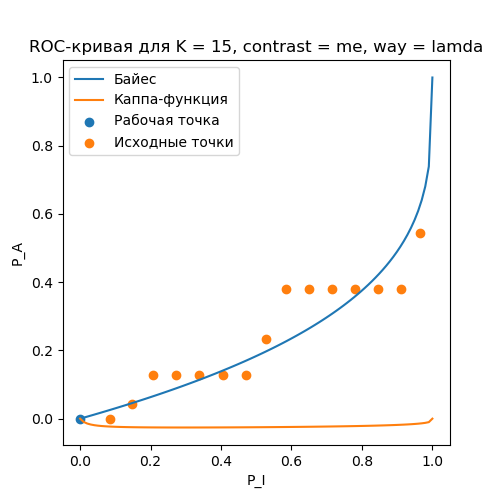 ROC-кривая для K = 15, contrast = me, way = lamda
Байес
Каппа-функция
Рабочая точка
Исходные точки
1.0
0.8
0.6
0.4
0.2
0.0
P_A
0.0 0.2 0.4 0.6 0.8 1.0
P_I